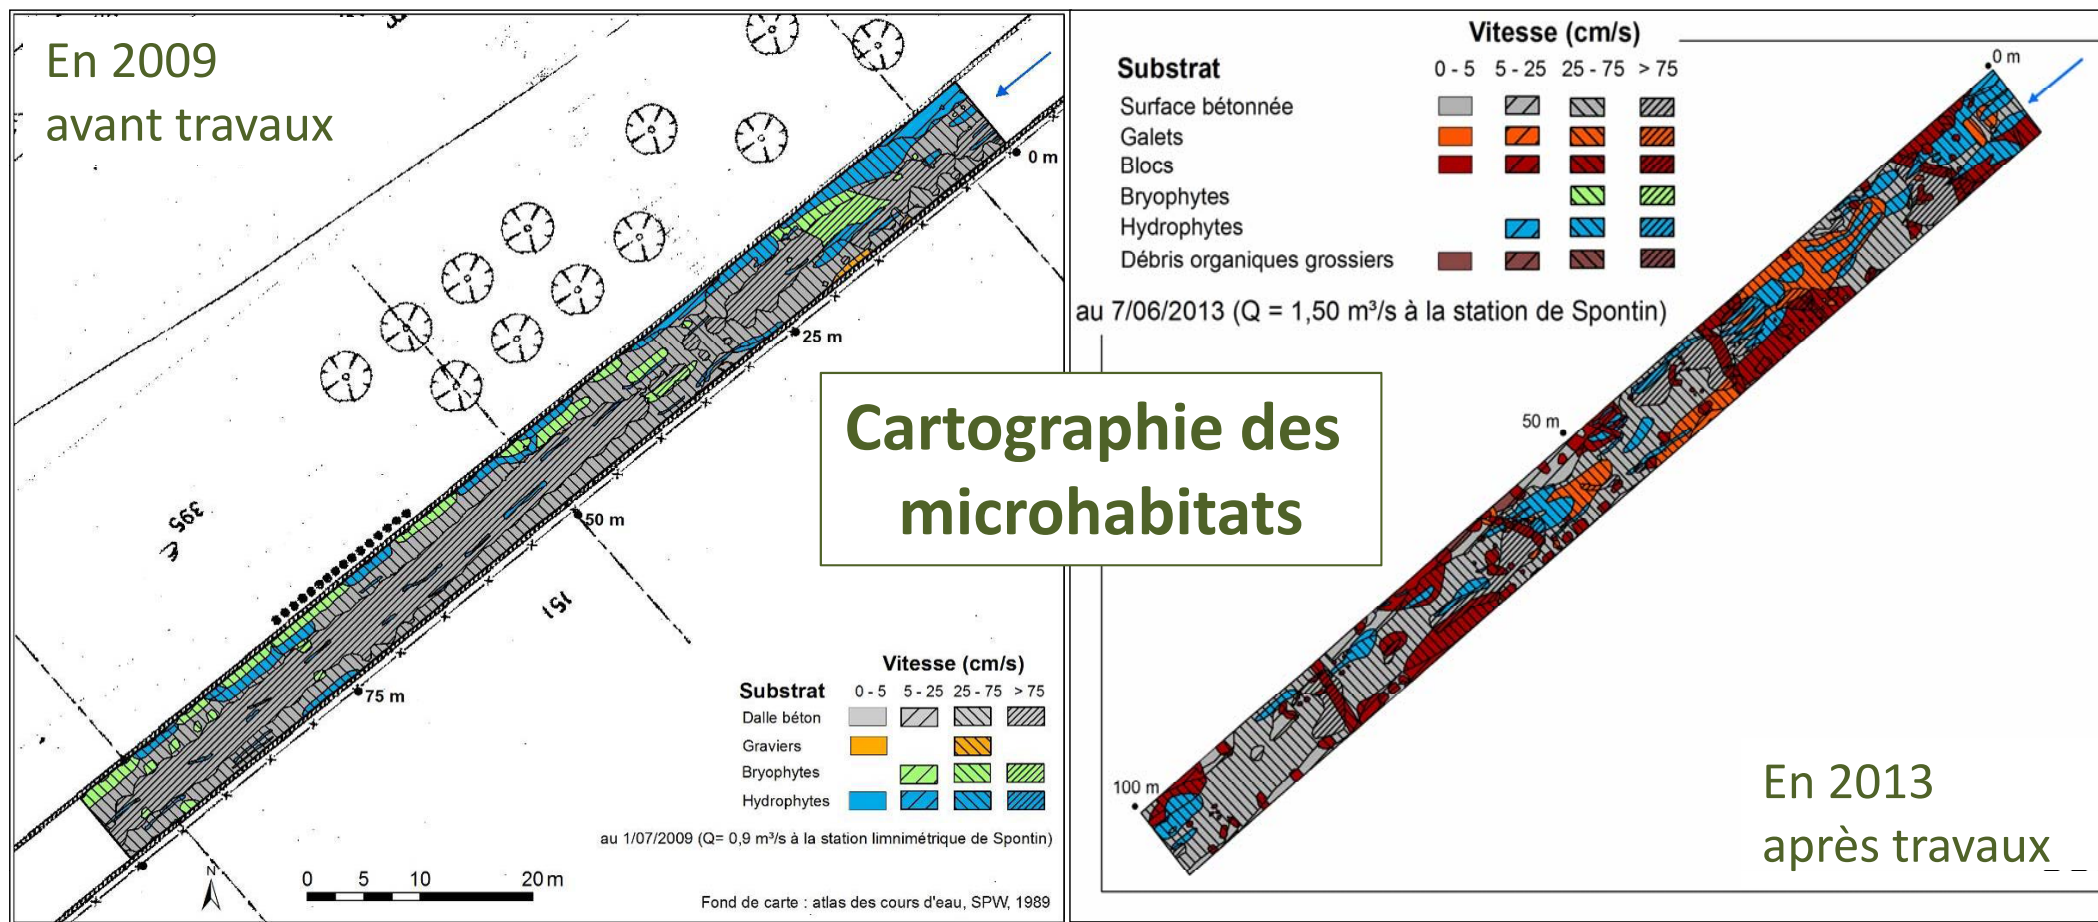 En 2009
avant travaux
0 m
25 m
50 m
75 m
395
151
Vitesse (cm/s)
Substrat 0 - 5 5 - 25 25 - 75 > 75
Dalle béton
Graviers
Bryophytes
Hydrophytes
au 1/07/2009 (Q= 0,9 m³/s à la station limnimétrique de Spontin)
N
0 5 10 20 m
Fond de carte : atlas des cours d'eau, SPW, 1989
Cartographie des
microhabitats
Vitesse (cm/s)
Substrat 0 - 5 5 - 25 25 - 75 > 75
Surface bétonnée
Galets
Blocs
Bryophytes
Hydrophytes
Débris organiques grossiers
au 7/06/2013 (Q = 1,50 m³/s à la station de Spontin)
0 m
50 m
100 m
En 2013
après travaux